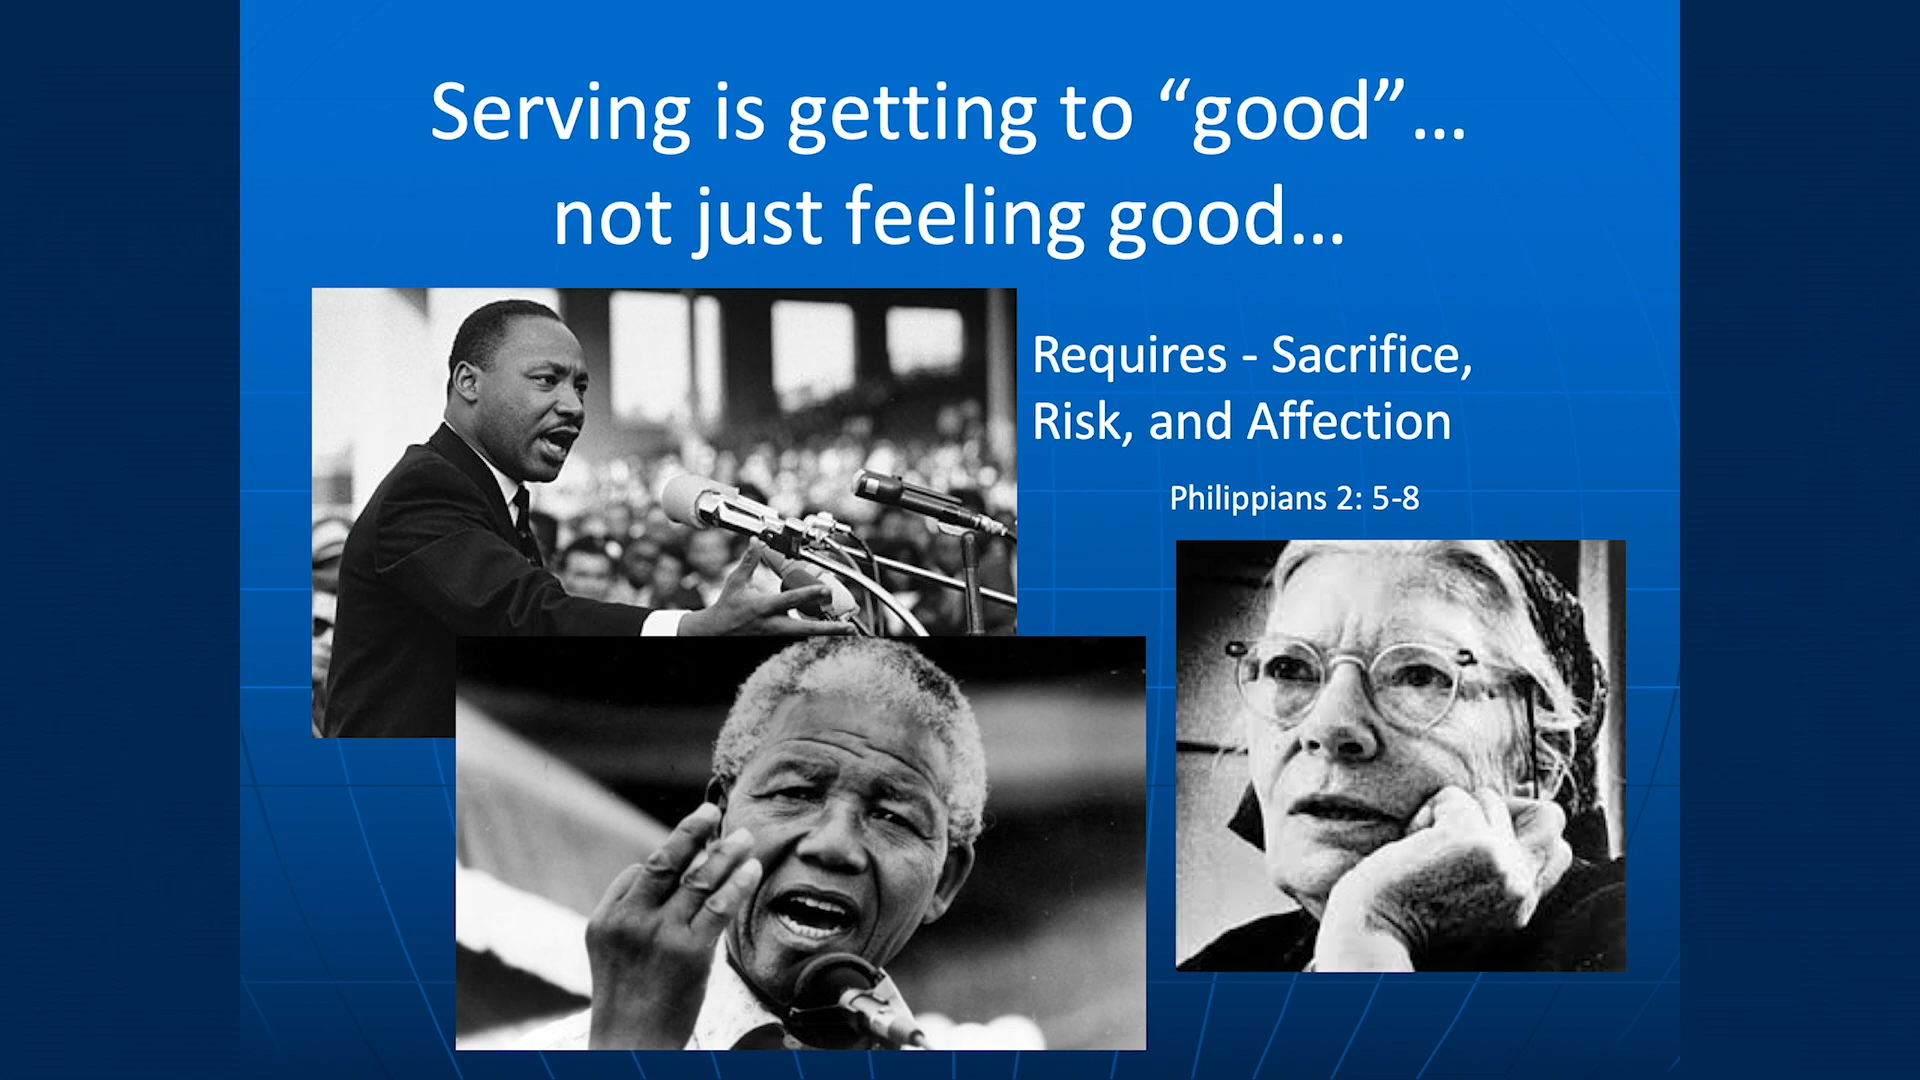 Serving is getting to “good”…
not just feeling good…
Requires - Sacrifice,
Risk, and Affection
Philippians 2: 5-8